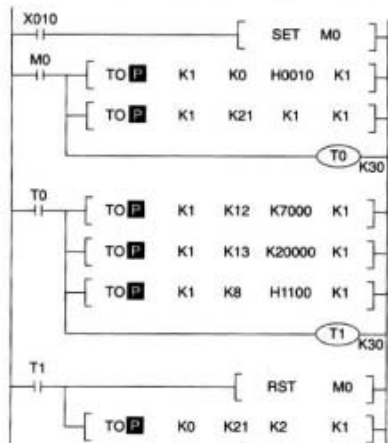 X010
SET M0
M0
TO P K1 K0 H0010 K1
TO P K1 K21 K1 K1
T0
K30
T0
TO P K1 K12 K7000 K1
TO P K1 K13 K20000 K1
TO P K1 K8 H1100 K1
T1
K30
T1
RST M0
TO P K0 K21 K2 K1